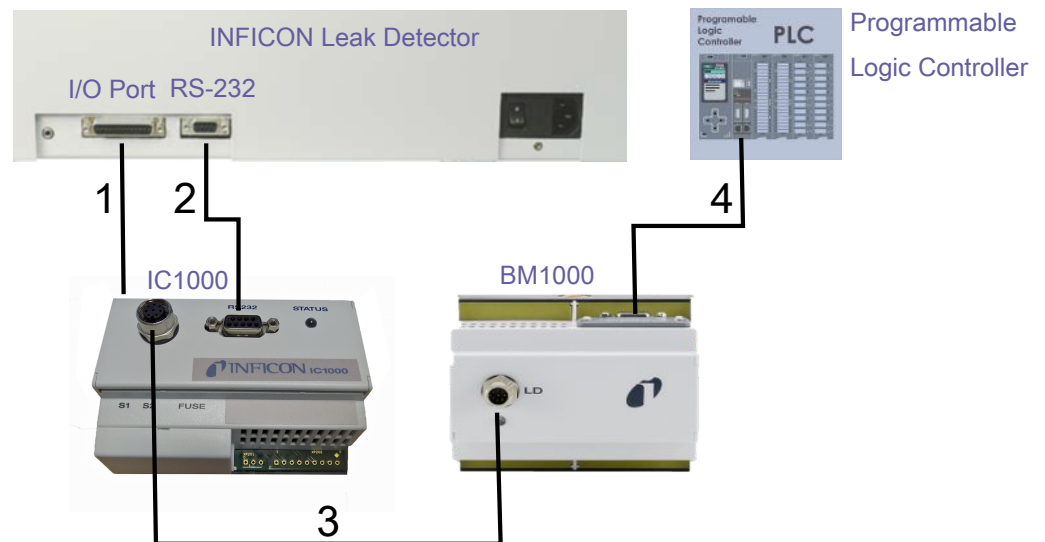 INFICON Leak Detector
I/O Port RS-232
Programable
Logic
Controller
PLC
Programmable
Logic Controller
1
2
4
IC1000
RS232
STATUS
INFICON IC1000
S1 S2 FUSE
BM1000
LD
3